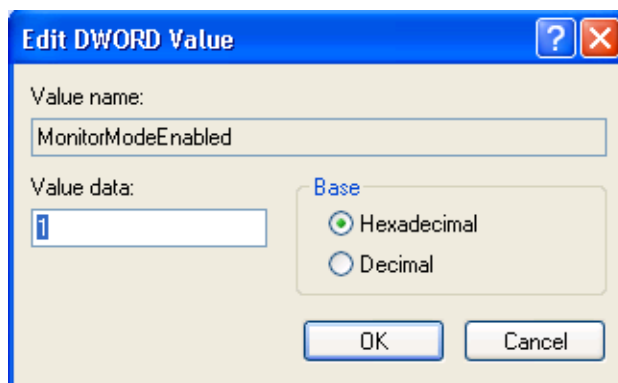 Edit DWORD Value
Value name:
MonitorModeEnabled
Value data:
1
Base
Hexadecimal
Decimal
OK
Cancel